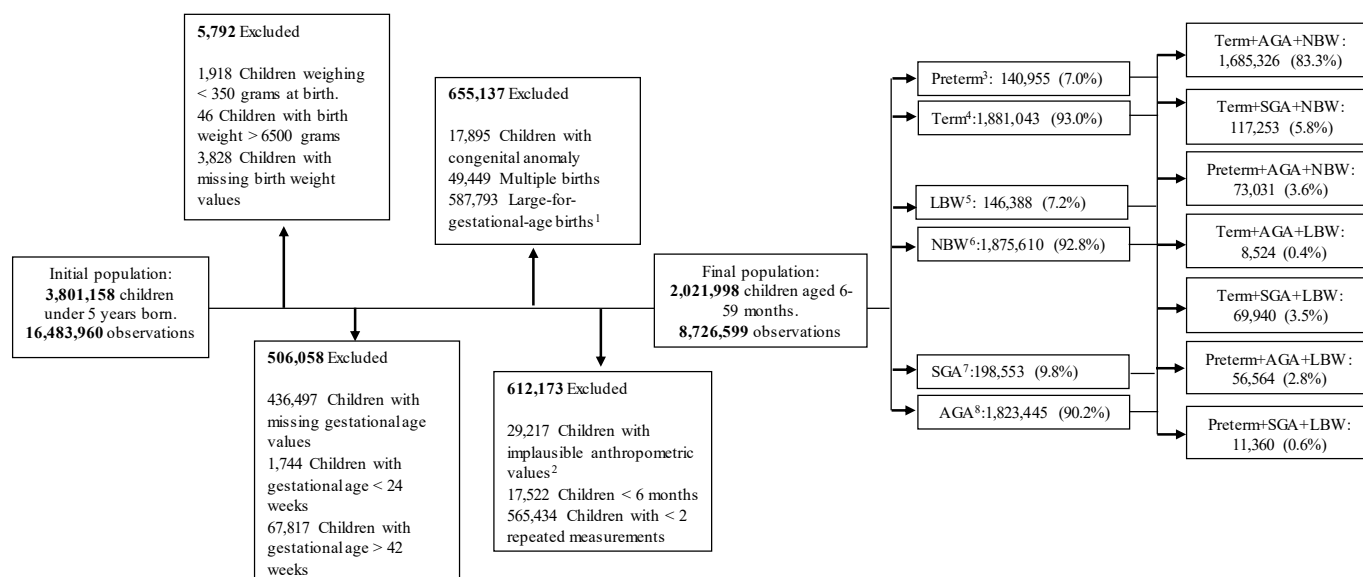 5,792 Excluded
1,918 Children weighing
< 350 grams at birth.
46 Children with birth
weight > 6500 grams
3,828 Children with
missing birth weight
values
655,137 Excluded
17,895 Children with
congenital anomaly
49,449 Multiple births
587,793 Large-for-
gestational-age births1
Initial population:
3,801,158 children
under 5 years born.
16,483,960 observations
506,058 Excluded
436,497 Children with
missing gestational age
values
1,744 Children with
gestational age < 24
weeks
67,817 Children with
gestational age > 42
weeks
612,173 Excluded
29,217 Children with
implausible anthropometric
values2
17,522 Children < 6 months
565,434 Children with < 2
repeated measurements
Final population:
2,021,998 children aged 6-
59 months.
8,726,599 observations
Preterm3: 140,955 (7.0%)
Term4:1,881,043 (93.0%)
LBW5: 146,388 (7.2%)
NBW6:1,875,610 (92.8%)
SGA7:198,553 (9.8%)
AGA8:1,823,445 (90.2%)
Term+AGA+NBW:
1,685,326 (83.3%)
Term+SGA+NBW:
117,253 (5.8%)
Preterm+AGA+NBW:
73,031 (3.6%)
Term+AGA+LBW:
8,524 (0.4%)
Term+SGA+LBW:
69,940 (3.5%)
Preterm+AGA+LBW:
56,564 (2.8%)
Preterm+SGA+LBW:
11,360 (0.6%)